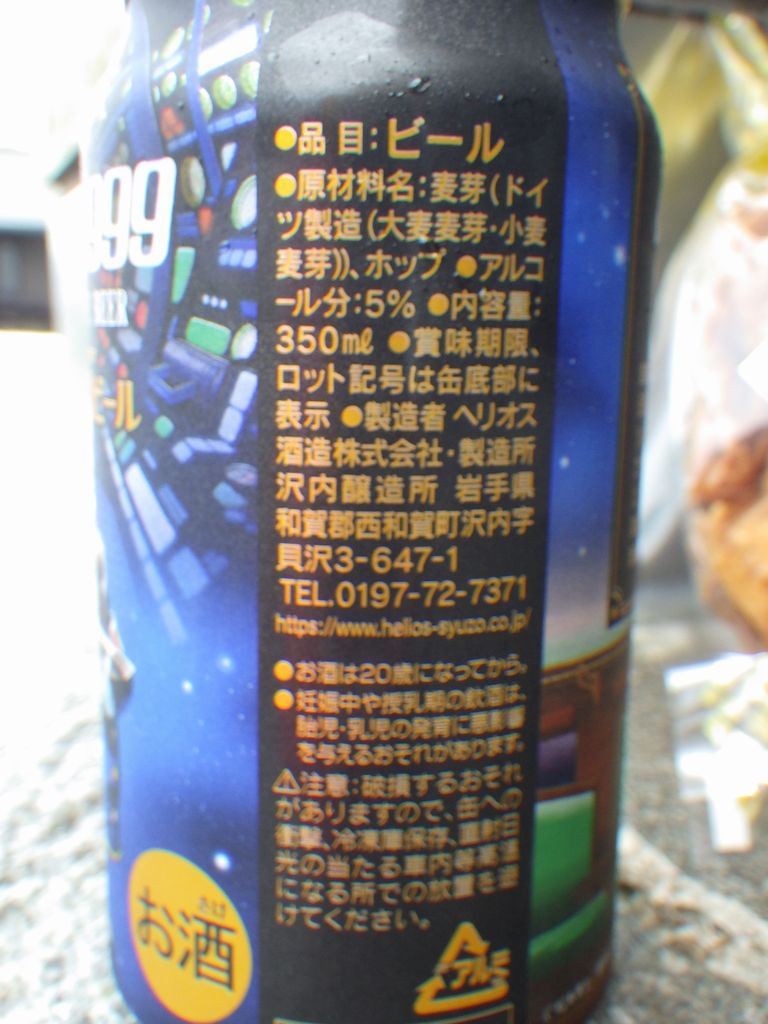 999
BEER
ビール
●品目:ビール
●原材料名:麦芽(ドイ
ツ製造(大麦麦芽・小麦
麦芽))、ホップ ●アルコ
ール分:5% ●内容量:
350ml ●賞味期限、
ロット記号は缶底部に
表示 ●製造者 ヘリオス
酒造株式会社・製造所
沢内醸造所 岩手県
和賀郡西和賀町沢内字
貝沢3-647-1
TEL.0197-72-7371
https://www.helios-syuzo.co.jp/
●お酒は20歳になってから。
●妊娠中や授乳期の飲酒は、
胎児・乳児の発育に悪影響
を与えるおそれがあります。
⚠注意:破損するおそれ
がありますので、缶への
衝撃、冷凍庫保存、直射日
光の当たる車内等高温
になる所での放置を避
けてください。
さけ
お酒
アルミ